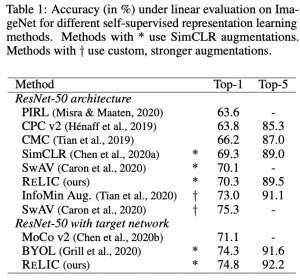 Table 1: Accuracy (in %) under linear evaluation on Ima-
geNet for different self-supervised representation learning
methods. Methods with * use SimCLR augmentations.
Methods with † use custom, stronger augmentations.
Method Top-1 Top-5
ResNet-50 architecture
PIRL (Misra & Maaten, 2020) 63.6 -
CPC v2 (Hénaff et al., 2019) 63.8 85.3
CMC (Tian et al., 2019) 66.2 87.0
SimCLR (Chen et al., 2020a) * 69.3 89.0
SwAV (Caron et al., 2020) * 70.1 -
RELIC (ours) * 70.3 89.5
InfoMin Aug. (Tian et al., 2020) † 73.0 91.1
SwAV (Caron et al., 2020) † 75.3 -
ResNet-50 with target network
MoCo v2 (Chen et al., 2020b) 71.1 -
BYOL (Grill et al., 2020) * 74.3 91.6
RELIC (ours) * 74.8 92.2